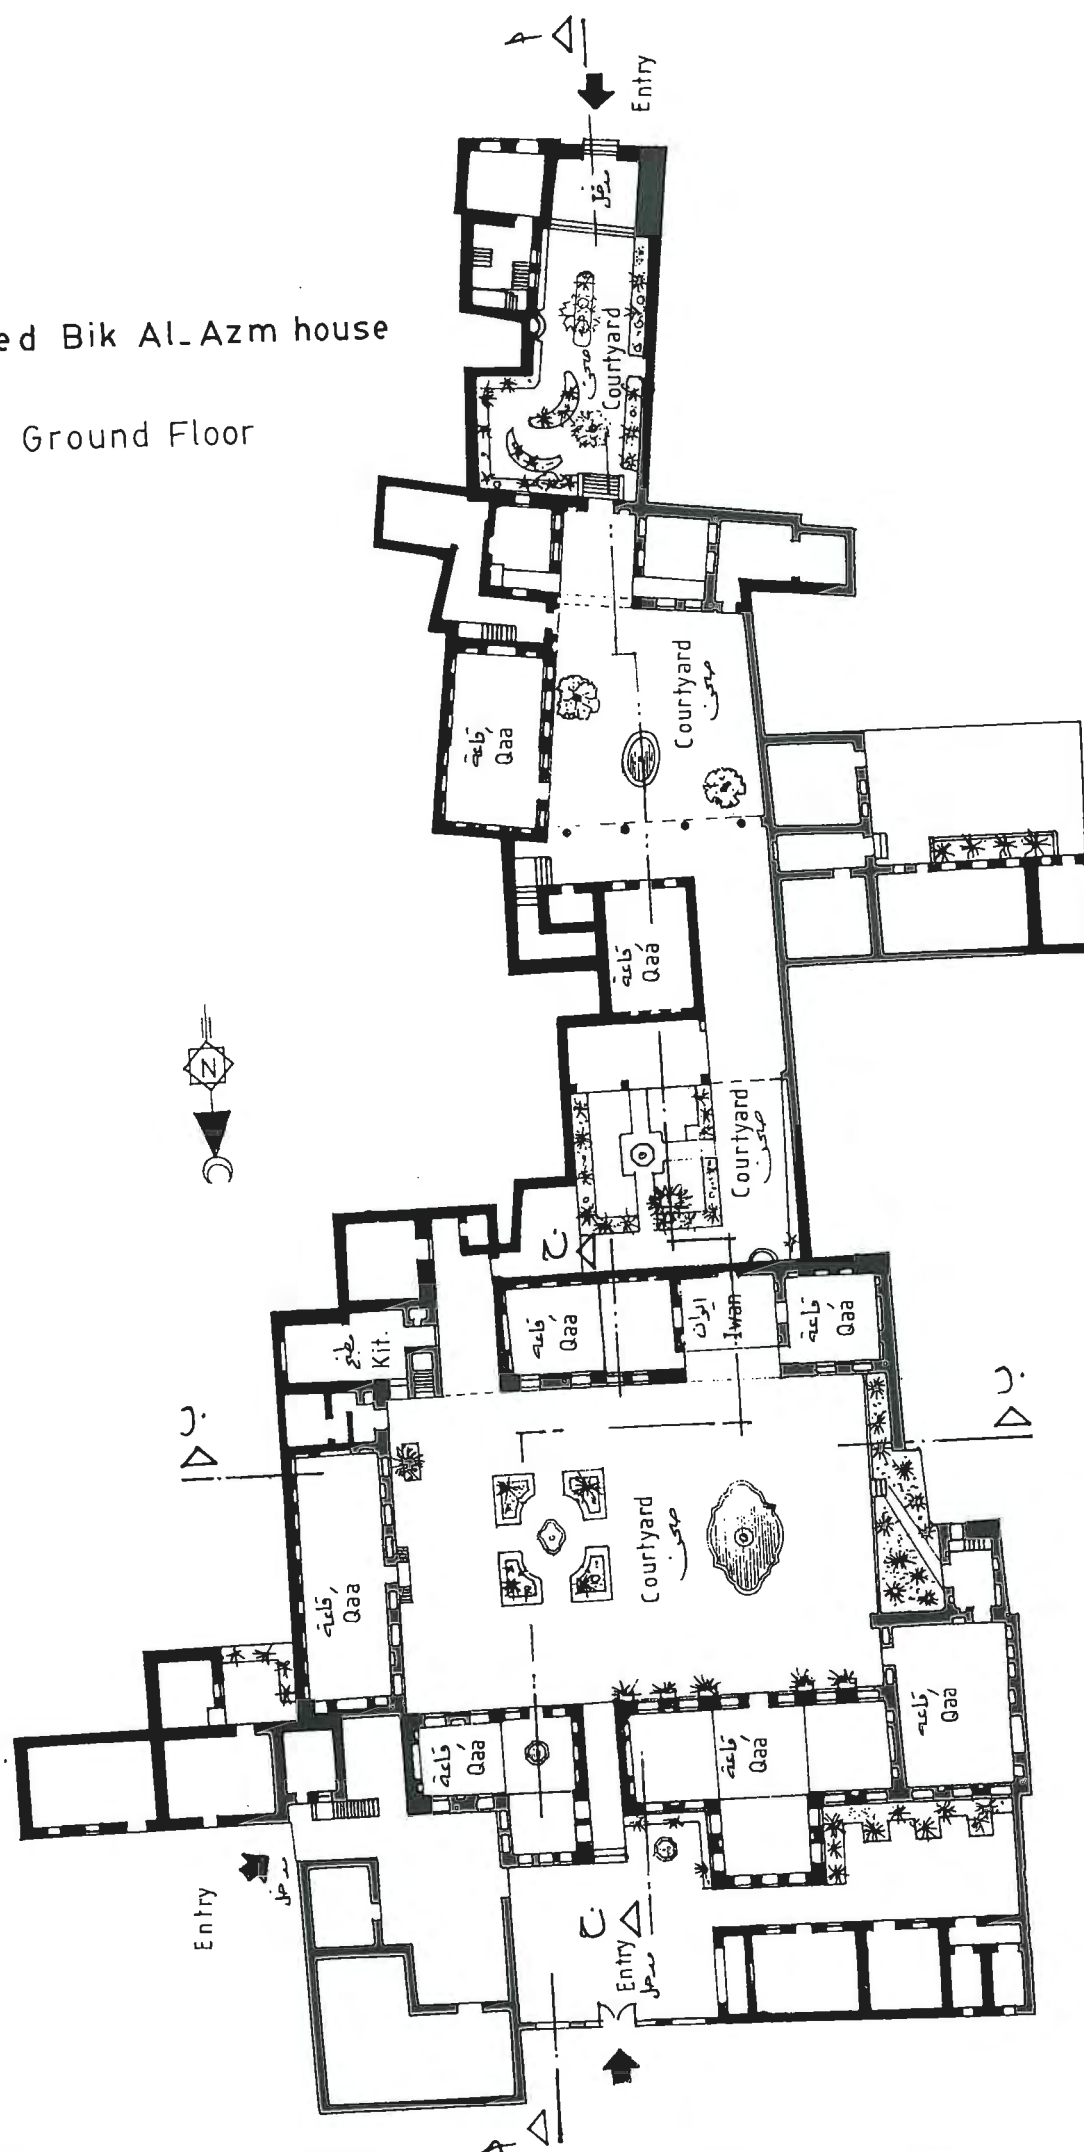 ed Bik Al_Azm house
Ground Floor
Entry
مدخل
صحن
Courtyard
Courtyard
صحن
قاعة
Qaa
قاعة
Qaa
N
Courtyard
صحن
قاعة
Qaa
ايوان
Iwan
قاعة
Qaa
مطبخ
Kit.
قاعة
Qaa
Courtyard
صحن
قاعة
Qaa
قاعة
Qaa
قاعة
Qaa
Entry
مدخل
Entry
مدخل